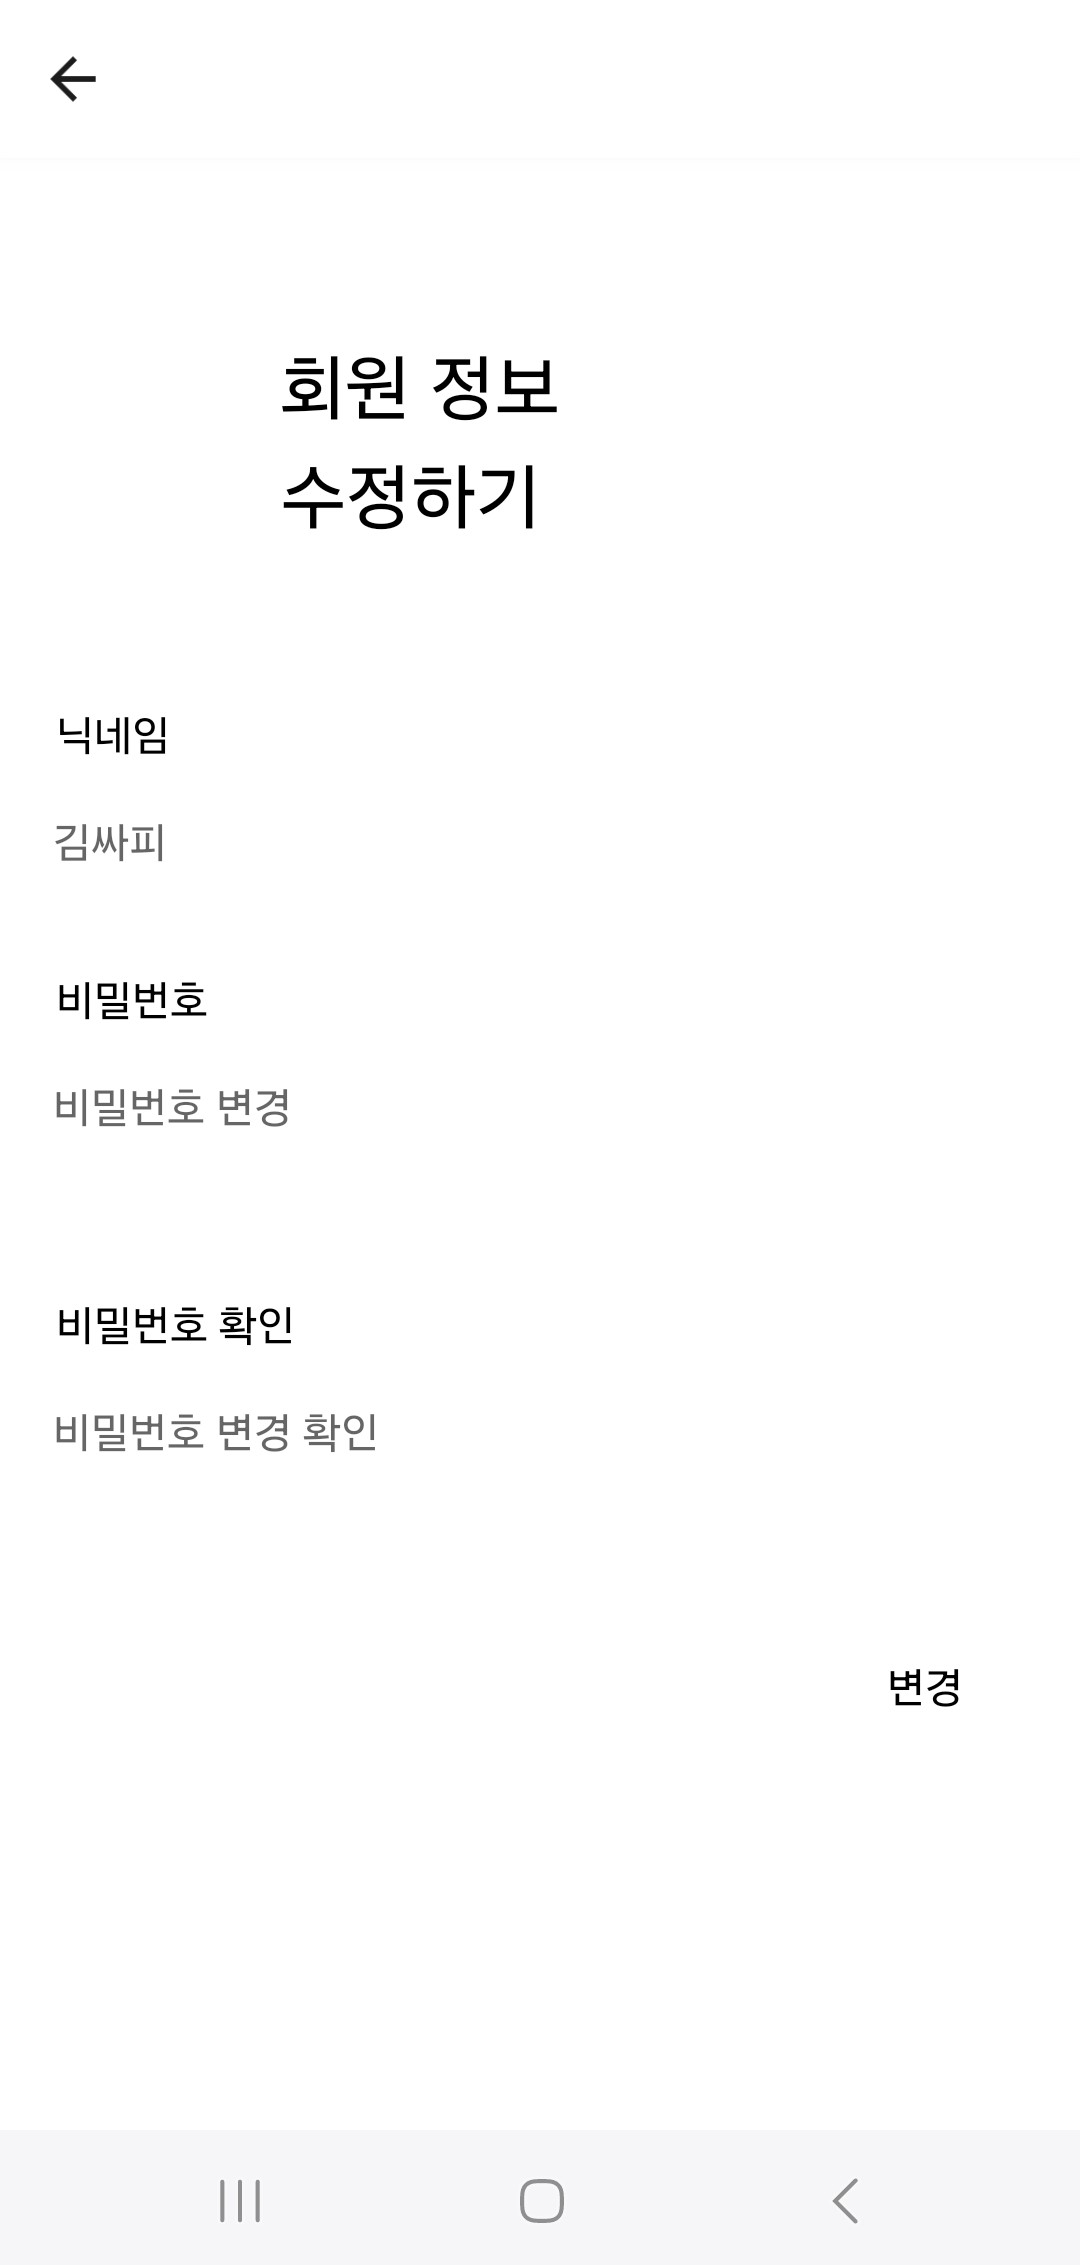 회원 정보
수정하기
닉네임
김싸피
비밀번호
비밀번호 변경
비밀번호 확인
비밀번호 변경 확인
변경